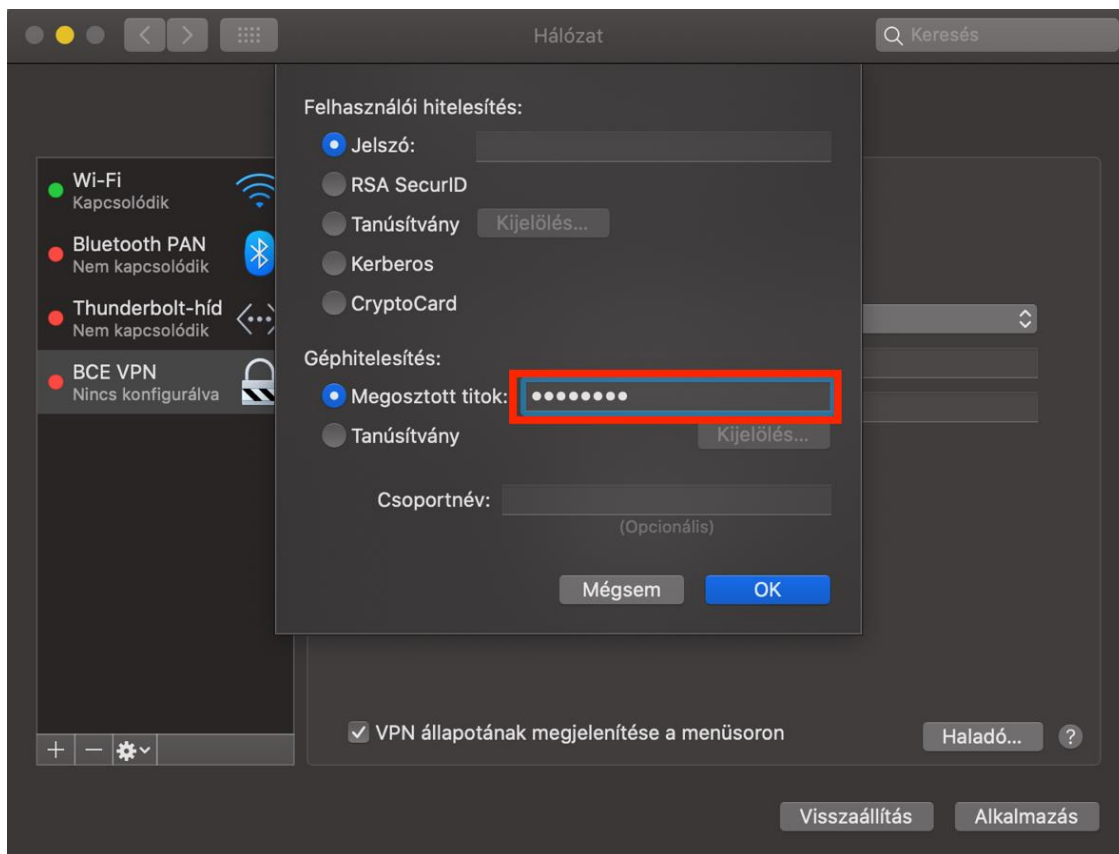 Hálózat
Keresés
Felhasználói hitelesítés:
Jelszó:
RSA SecurID
Tanúsítvány Kijelölés...
Kerberos
CryptoCard
Géphitelesítés:
Megosztott titok: ••••••••
Tanúsítvány Kijelölés...
Csoportnév:
(Opcionális)
Mégsem OK
Wi-Fi
Kapcsolódik
Bluetooth PAN
Nem kapcsolódik
Thunderbolt-híd
Nem kapcsolódik
BCE VPN
Nincs konfigurálva
VPN állapotának megjelenítése a menüsoron
Haladó... ?
Visszaállítás Alkalmazás